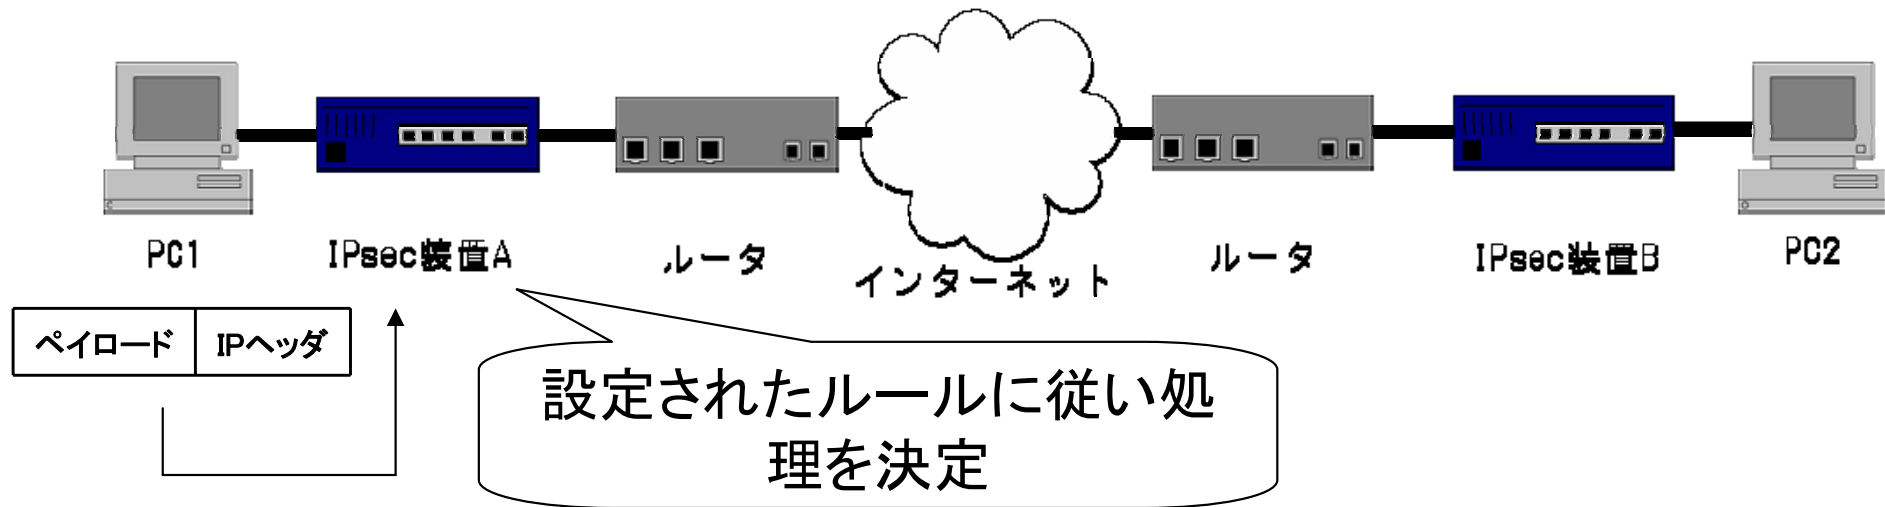 PC1
IPsec装置A
ルータ
インターネット
ルータ
IPsec装置B
PC2
ペイロード
IPヘッダ
設定されたルールに従い処
理を決定